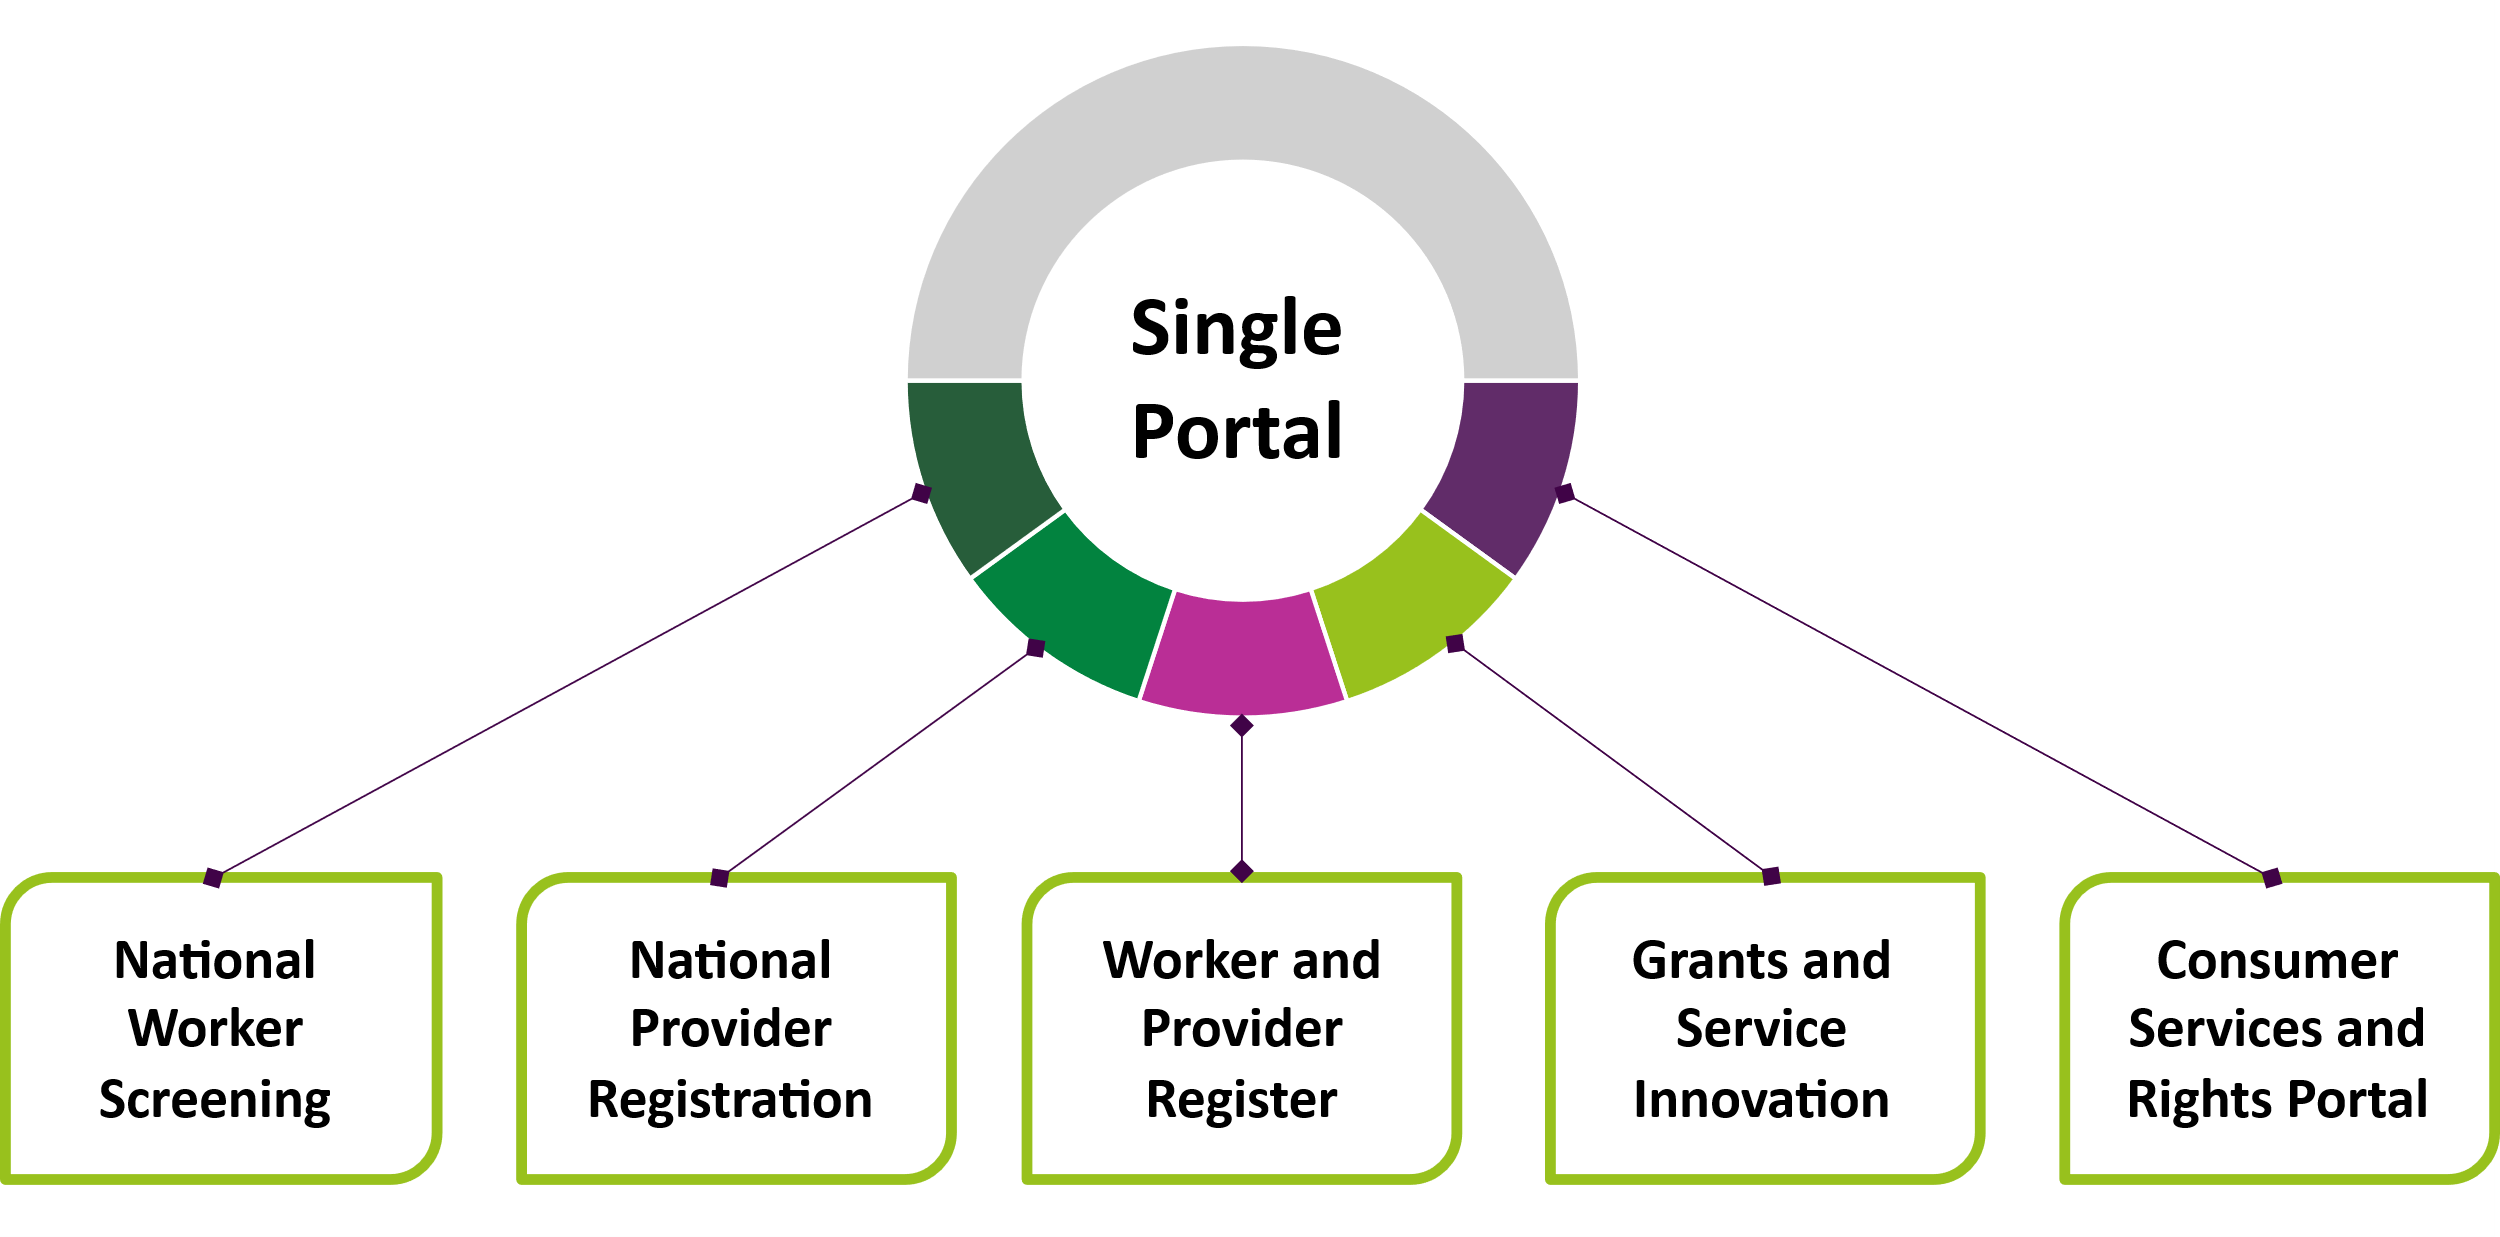 Single
Portal
National
Worker
Screening
National
Provider
Registration
Worker and
Provider
Register
Grants and
Service
Innovation
Consumer
Services and
Rights Portal